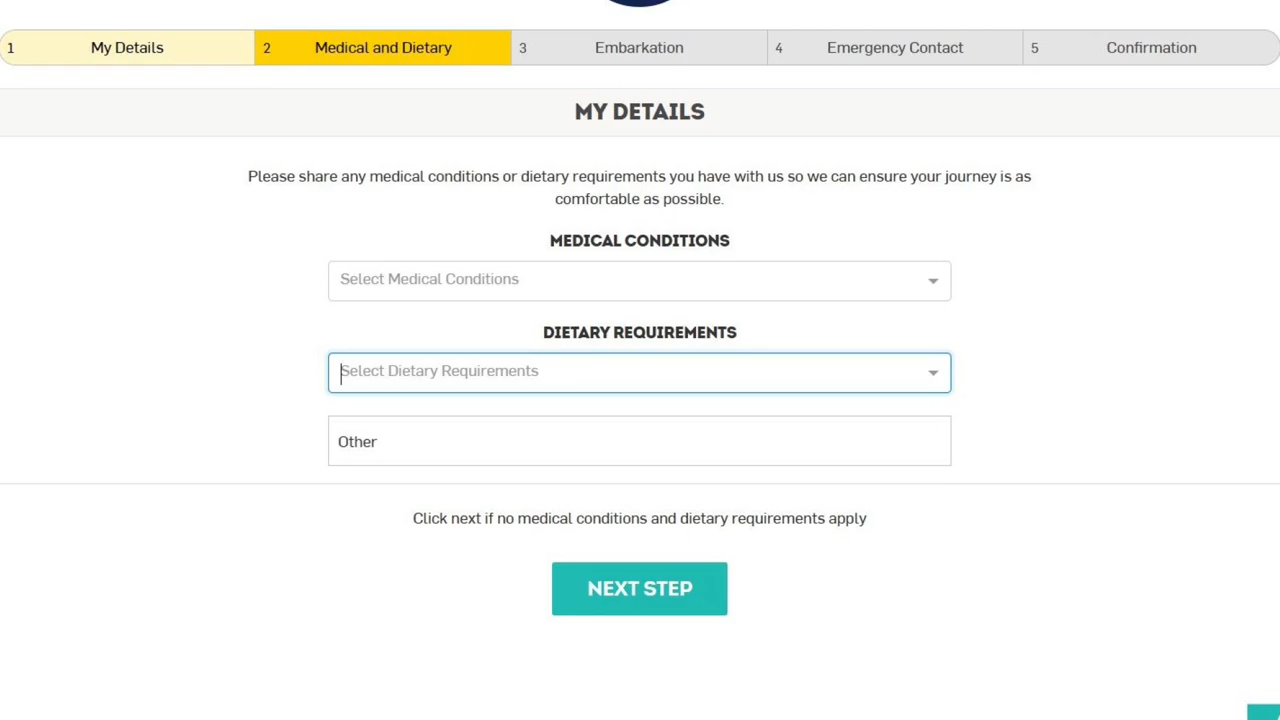 1 My Details 2 Medical and Dietary 3 Embarkation 4 Emergency Contact 5 Confirmation
MY DETAILS
Please share any medical conditions or dietary requirements you have with us so we can ensure your journey is as
comfortable as possible.
MEDICAL CONDITIONS
Select Medical Conditions
DIETARY REQUIREMENTS
Select Dietary Requirements
Other
Click next if no medical conditions and dietary requirements apply
NEXT STEP